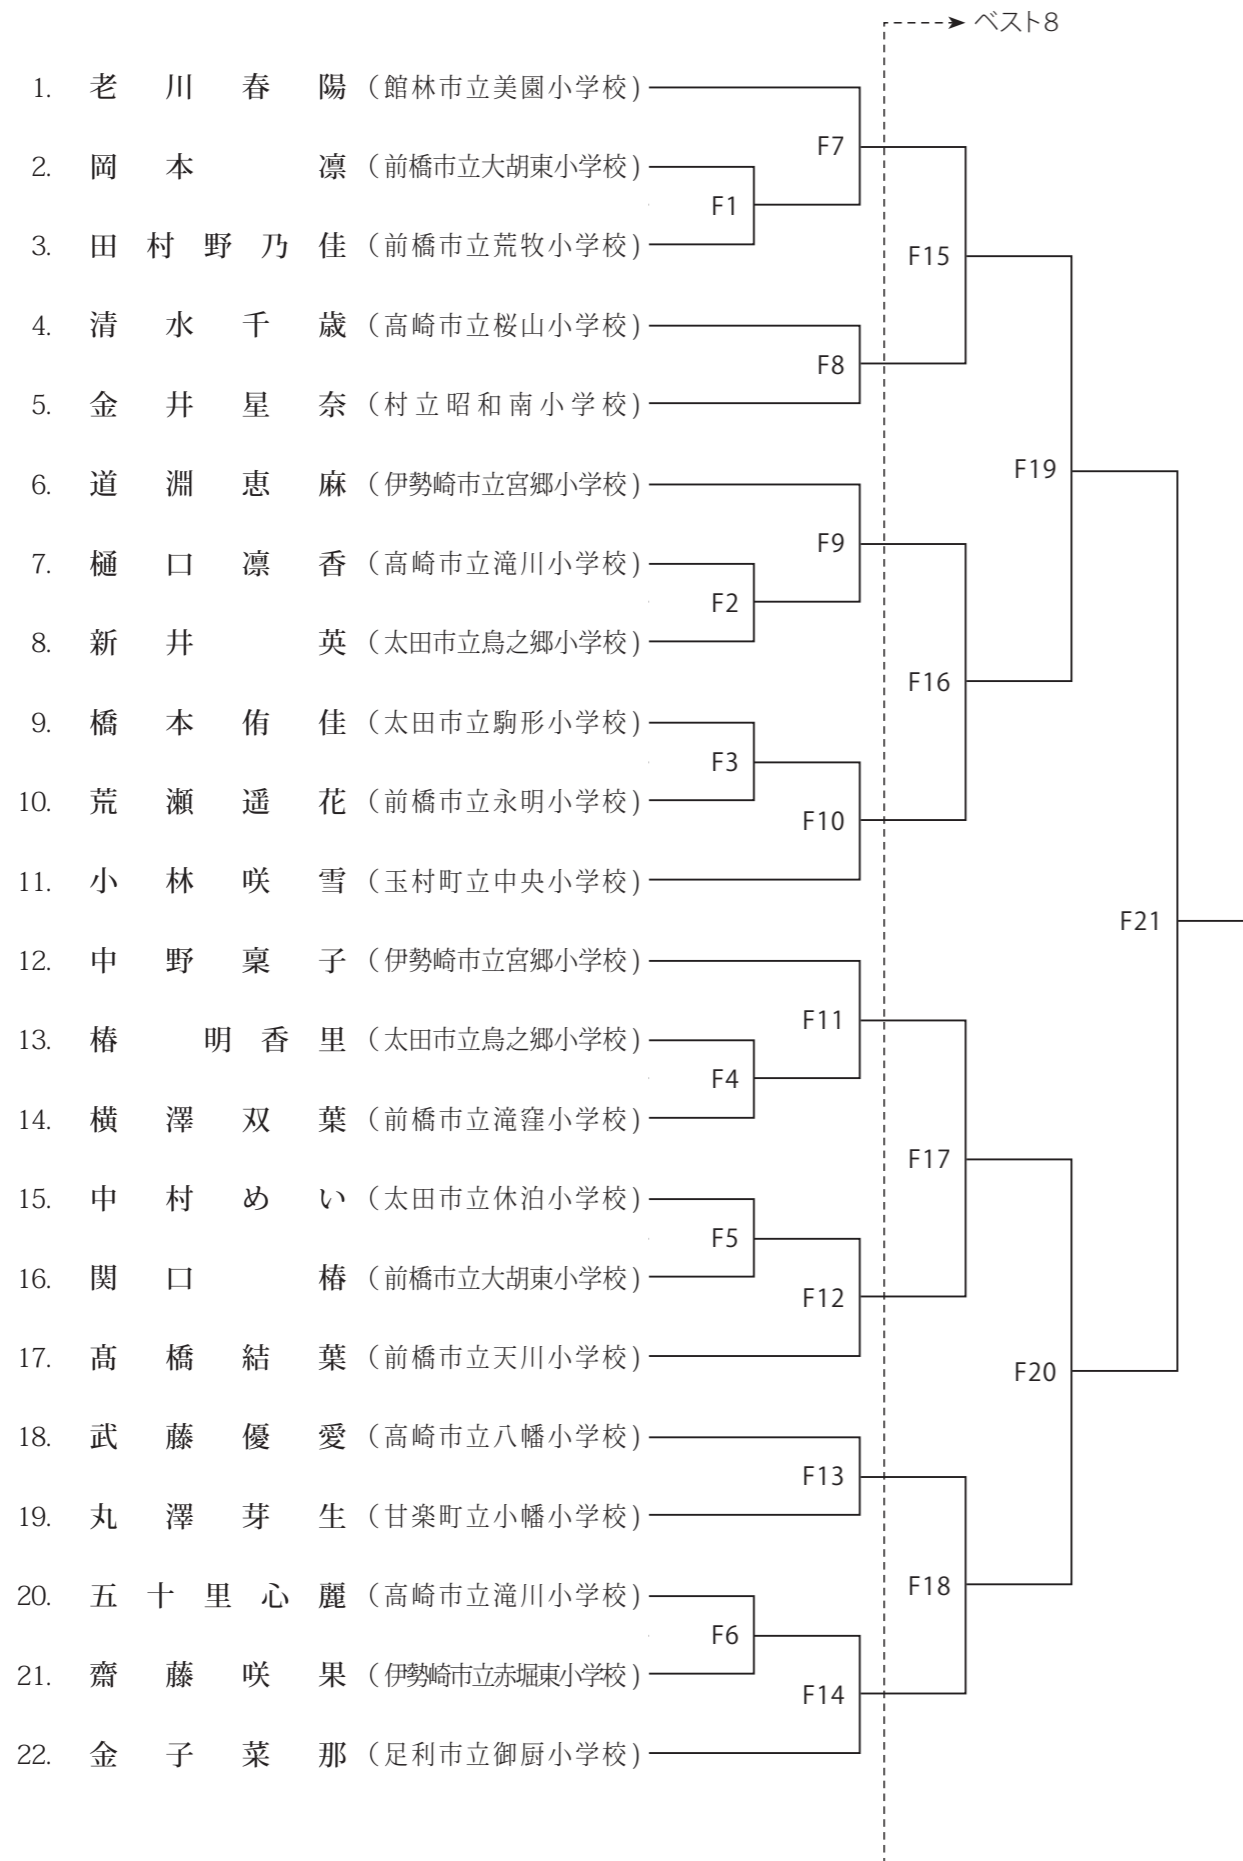 ベスト8
1. 老川春陽 (館林市立美園小学校)
F7
2. 岡本 凛 (前橋市立大胡東小学校)
F1
3. 田村野乃佳 (前橋市立荒牧小学校)
F15
4. 清水千歳 (高崎市立桜山小学校)
F8
5. 金井星奈 (村立昭和南小学校)
F19
6. 道淵恵麻 (伊勢崎市立宮郷小学校)
F9
7. 樋口凛香 (高崎市立滝川小学校)
F2
8. 新井 英 (太田市立鳥之郷小学校)
F16
9. 橋本侑佳 (太田市立駒形小学校)
F3
10. 荒瀬遥花 (前橋市立永明小学校)
F10
11. 小林咲雪 (玉村町立中央小学校)
F21
12. 中野稟子 (伊勢崎市立宮郷小学校)
F11
13. 椿 明香里 (太田市立鳥之郷小学校)
F4
14. 横澤双葉 (前橋市立滝窪小学校)
F17
15. 中村めい (太田市立休泊小学校)
F5
16. 関口 椿 (前橋市立大胡東小学校)
F12
17. 髙橋結葉 (前橋市立天川小学校)
F20
18. 武藤優愛 (高崎市立八幡小学校)
F13
19. 丸澤芽生 (甘楽町立小幡小学校)
F18
20. 五十里心麗 (高崎市立滝川小学校)
F6
21. 齋藤咲果 (伊勢崎市立赤堀東小学校)
F14
22. 金子菜那 (足利市立御厨小学校)